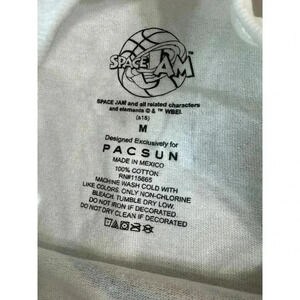 SPACE JAM
SPACE JAM and all related characters
and elements © & ™ WBEI.
(s18)
M
Designed Exclusively for
PACSUN
MADE IN MEXICO
100% COTTON
RN#115665
MACHINE WASH COLD WITH
LIKE COLORS. ONLY NON-CHLORINE
BLEACH. TUMBLE DRY LOW.
DO NOT IRON IF DECORATED.
DO NOT DRY CLEAN IF DECORATED